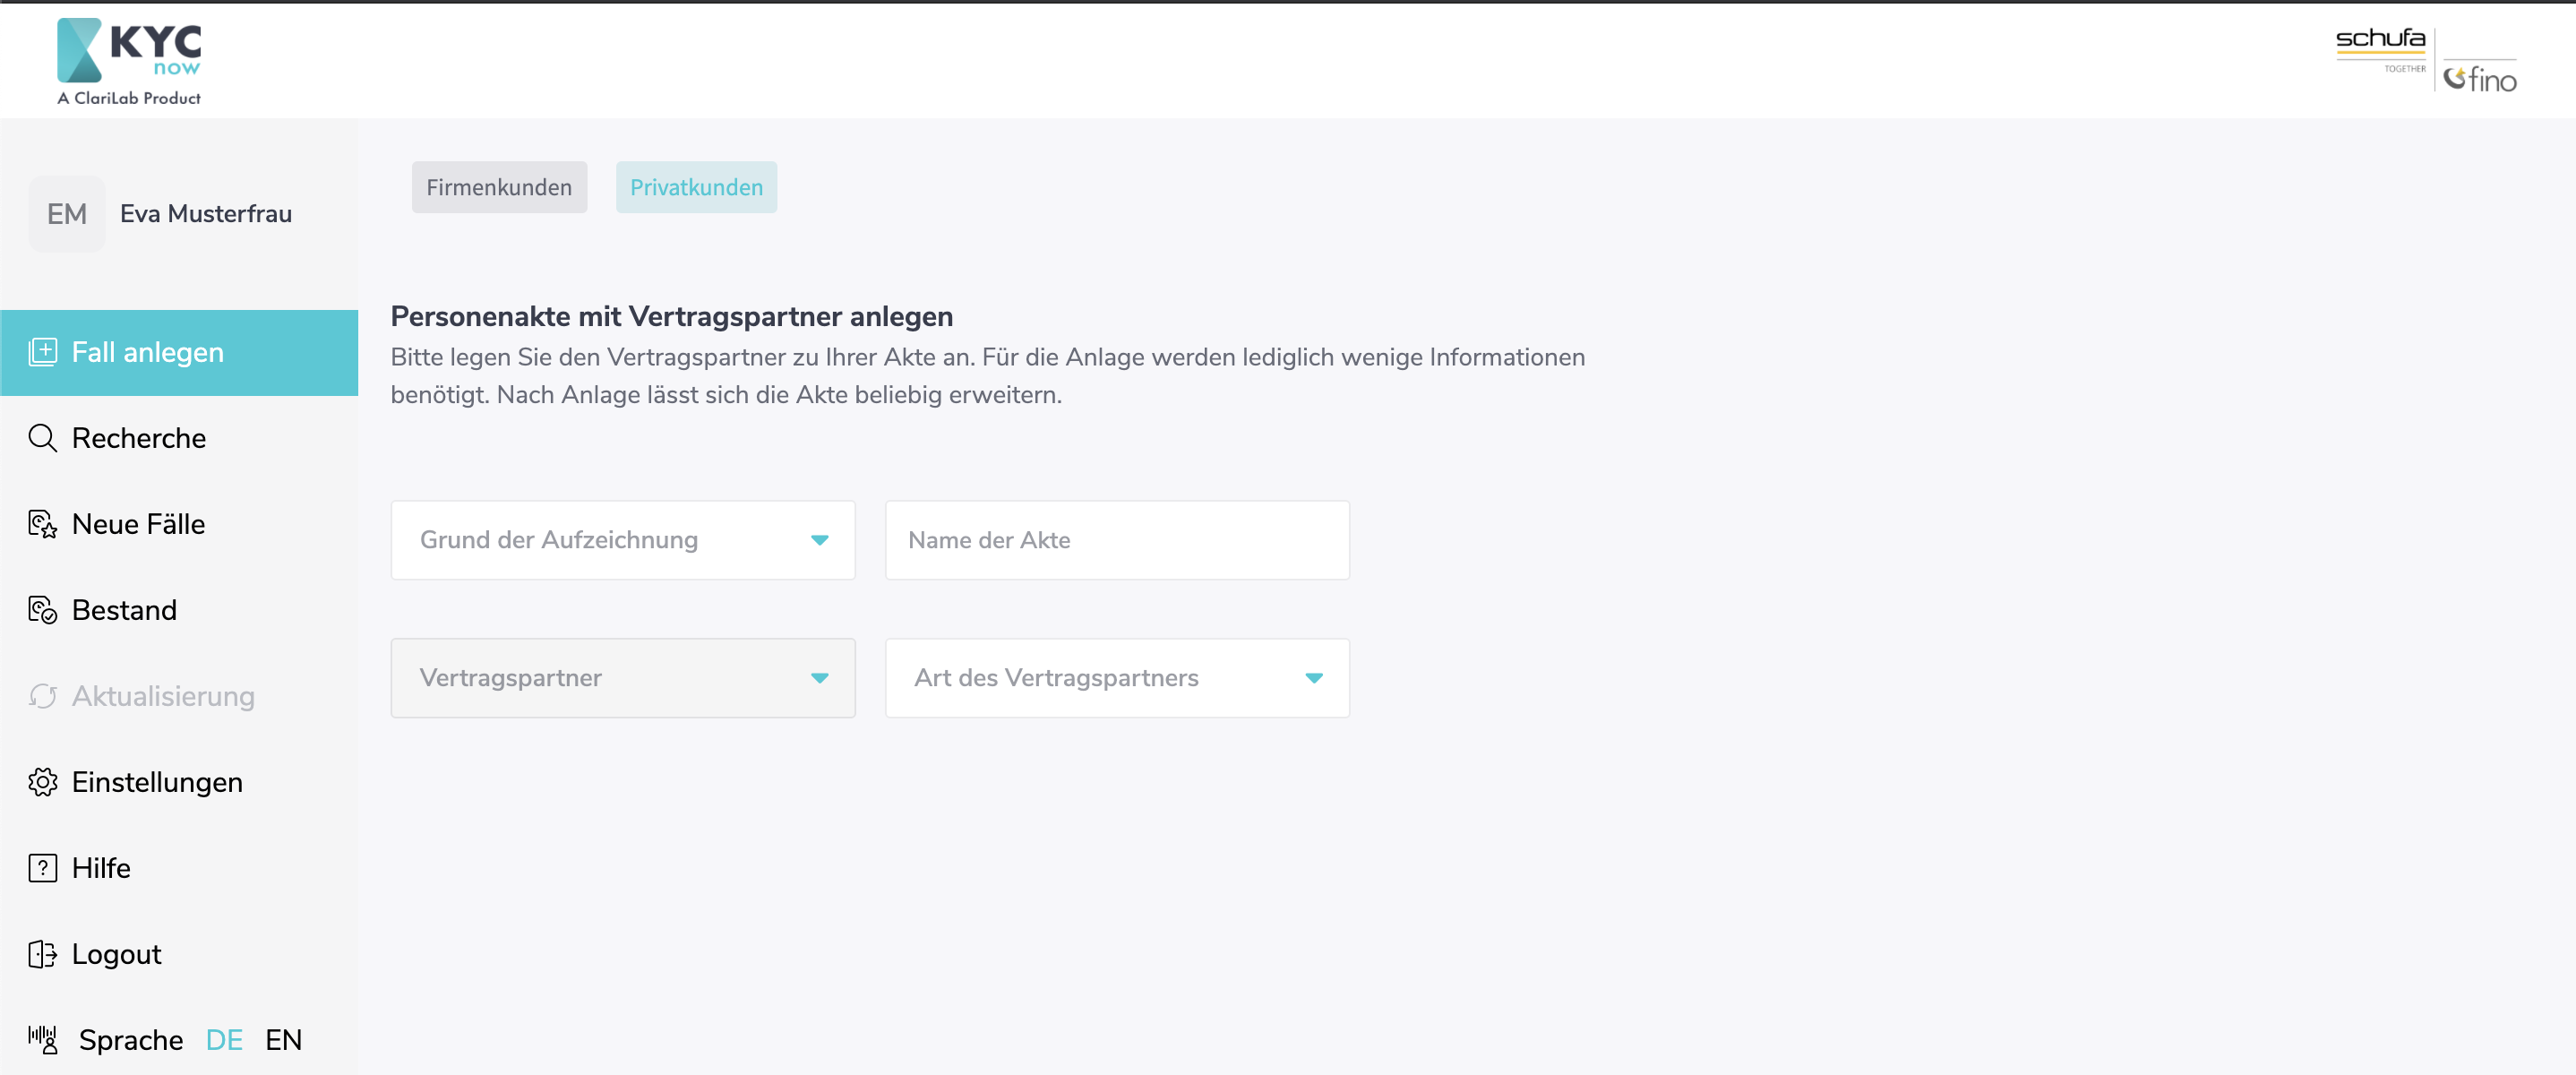 KYC
now
A ClariLab Product
schufa
TOGETHER
fino
EM
Eva Musterfrau
Fall anlegen
Recherche
Neue Fälle
Bestand
Aktualisierung
Einstellungen
Hilfe
Logout
Sprache DE EN
Firmenkunden
Privatkunden
Personenakte mit Vertragspartner anlegen
Bitte legen Sie den Vertragspartner zu Ihrer Akte an. Für die Anlage werden lediglich wenige Informationen
benötigt. Nach Anlage lässt sich die Akte beliebig erweitern.
Grund der Aufzeichnung
Name der Akte
Vertragspartner
Art des Vertragspartners